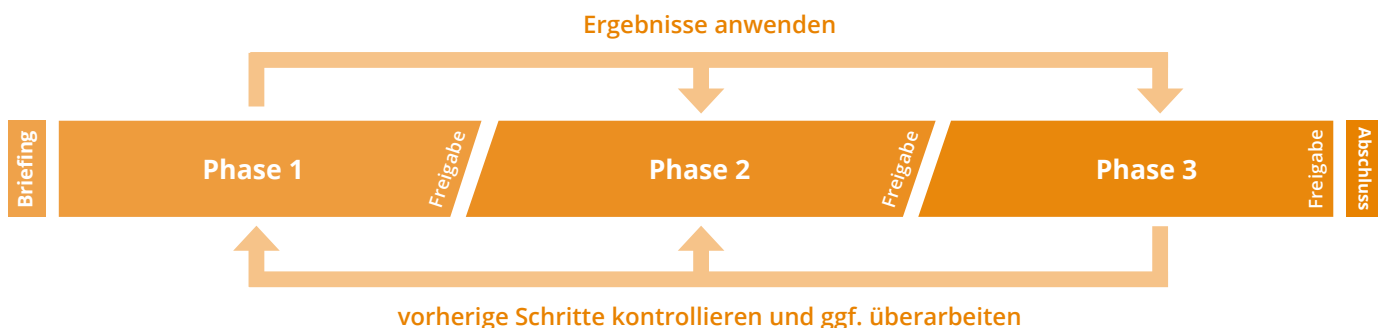 Ergebnisse anwenden
Briefing
Phase 1
Freigabe
Phase 2
Freigabe
Phase 3
Freigabe
Abschluss
vorherige Schritte kontrollieren und ggf. überarbeiten